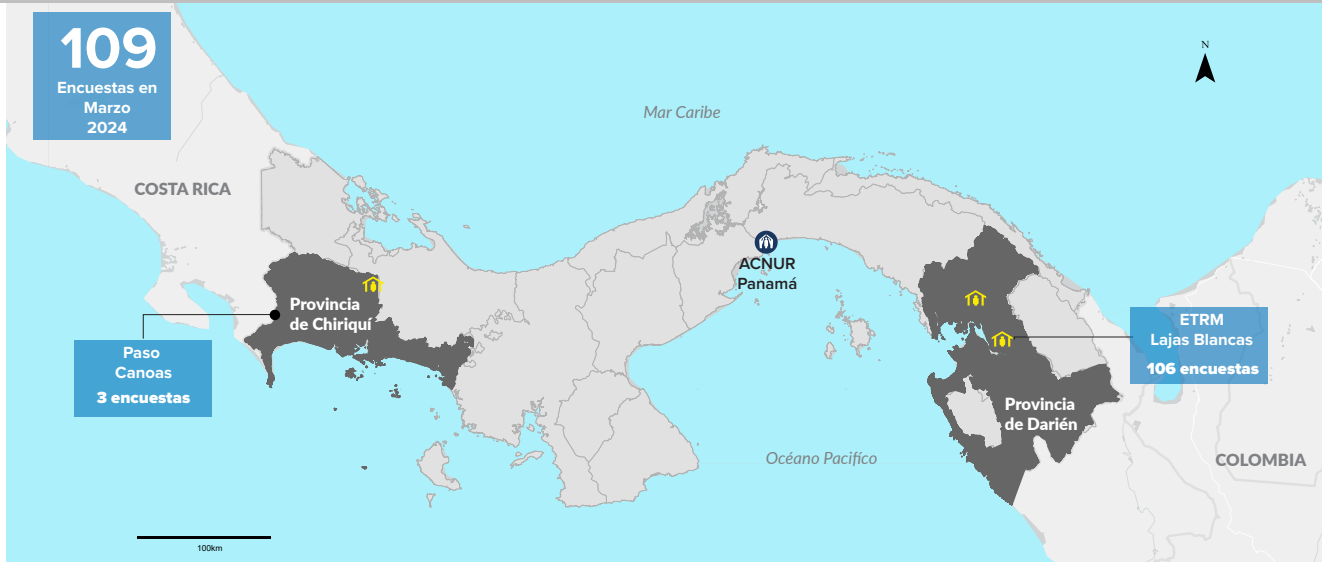 109
Encuestas en
Marzo
2024
N
Mar Caribe
COSTA RICA
ACNUR
Panamá
Provincia
de Chiriquí
Paso
Canoas
3 encuestas
ETRM
Lajas Blancas
106 encuestas
Provincia
de Darién
Océano Pacifíco
COLOMBIA
100km